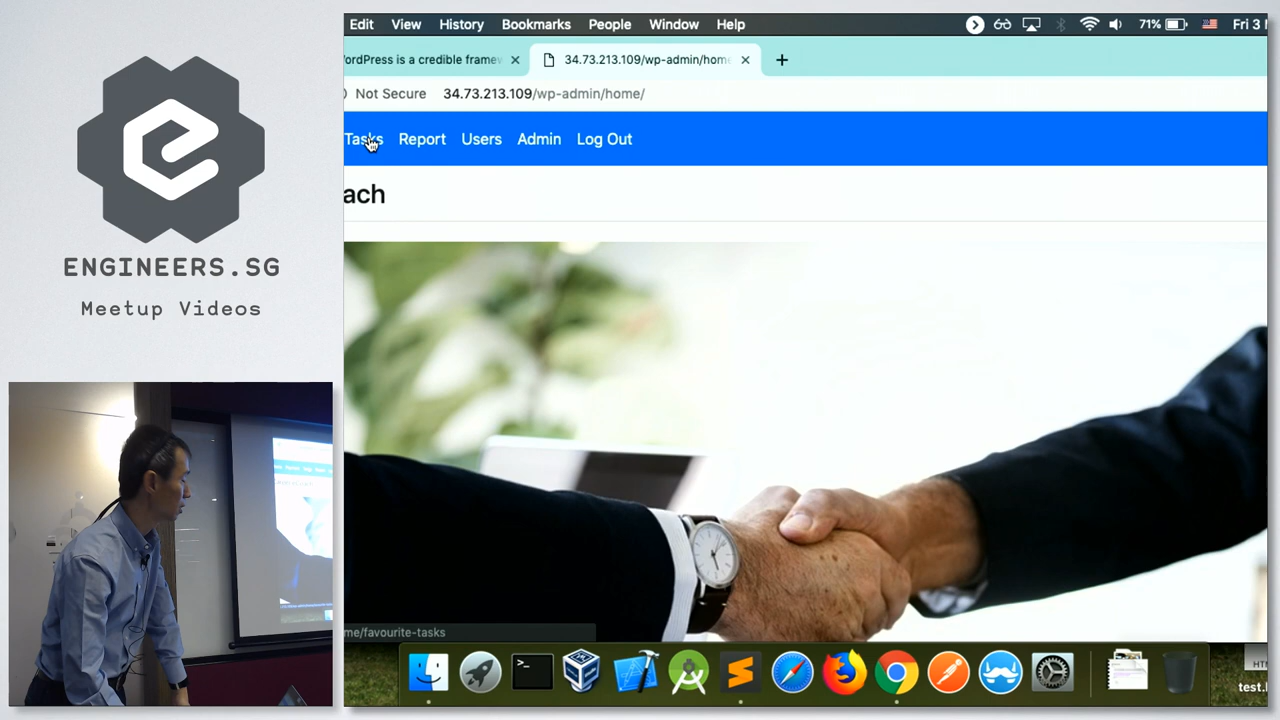 ENGINEERS.SG
Meetup Videos
Edit View History Bookmarks People Window Help
71%
Fri 3
ordPress is a credible framew
34.73.213.109/wp-admin/hom
Not Secure 34.73.213.109/wp-admin/home/
Tasks Report Users Admin Log Out
ach
me/favourite-tasks
test.